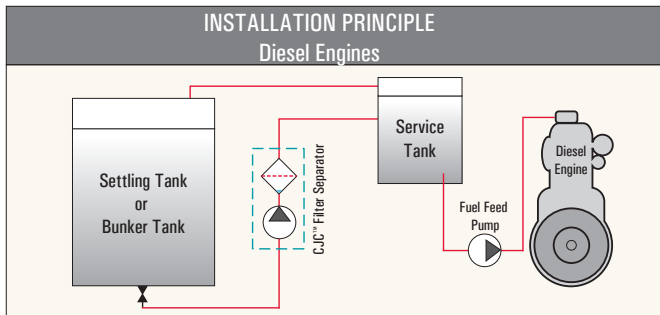 INSTALLATION PRINCIPLE
Diesel Engines
Settling Tank
or
Bunker Tank
CJC™ Filter Separator
Service
Tank
Fuel Feed
Pump
Diesel
Engine